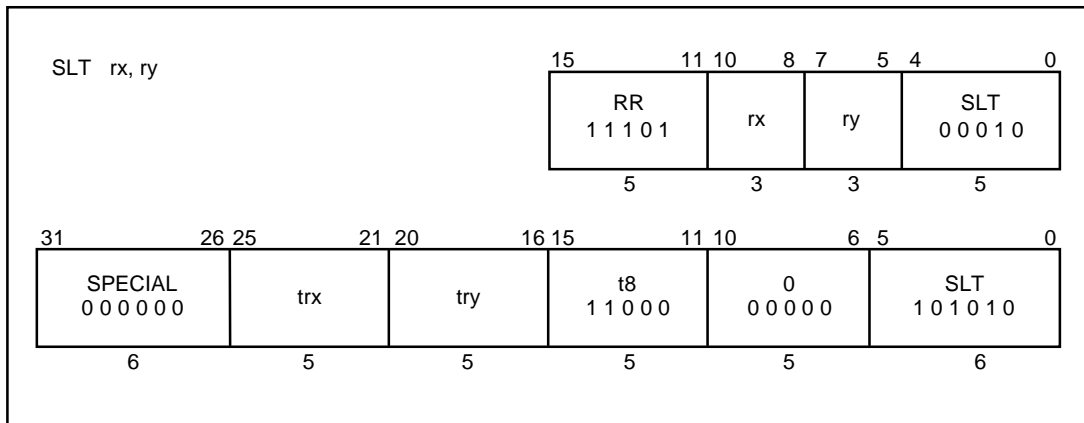 SLT rx, ry
15 11 10 8 7 5 4 0
RR rx ry SLT
1 1 1 0 1 0 0 0 1 0
5 3 3 5
31 26 25 21 20 16 15 11 10 6 5 0
SPECIAL trx try t8 0 SLT
0 0 0 0 0 0 1 1 0 0 0 0 0 0 0 0 1 0 1 0 1 0
6 5 5 5 5 6